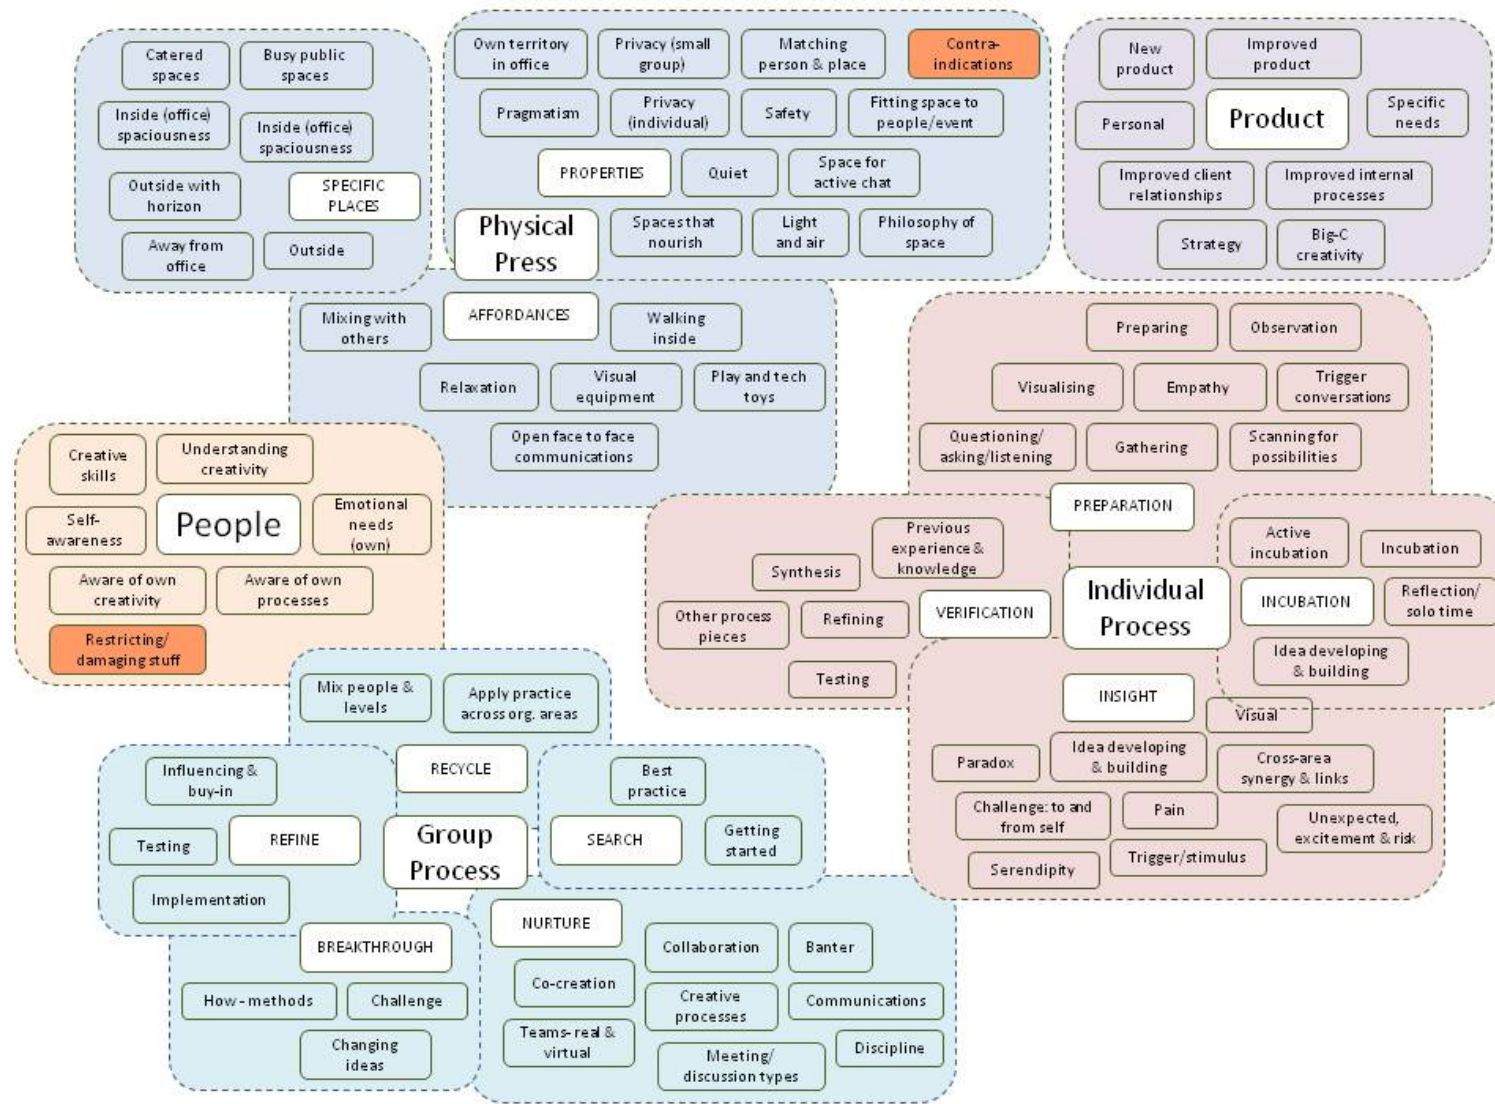 Catered
spaces
Busy public
spaces
Inside (office)
spaciousness
Inside (office)
spaciousness
Outside with
horizon
SPECIFIC
PLACES
Away from
office
Outside
Own territory
in office
Privacy (small
group)
Matching
person & place
Contra-
indications
Pragmatism
Privacy
(individual)
Safety
Fitting space to
people/event
PROPERTIES
Quiet
Space for
active chat
Physical
Press
Spaces that
nourish
Light
and air
Philosophy of
space
New
product
Improved
product
Personal
Product
Specific
needs
Improved client
relationships
Improved internal
processes
Strategy
Big-C
creativity
Mixing with
others
AFFORDANCES
Walking
inside
Relaxation
Visual
equipment
Play and tech
toys
Open face to face
communications
Creative
skills
Understanding
creativity
Self-
awareness
People
Emotional
needs
(own)
Aware of own
creativity
Aware of own
processes
Restricting/
damaging stuff
Preparing
Observation
Visualising
Empathy
Trigger
conversations
Questioning/
asking/listening
Gathering
Scanning for
possibilities
PREPARATION
Previous
experience &
knowledge
Synthesis
Other process
pieces
Refining
VERIFICATION
Testing
Individual
Process
Active
incubation
Incubation
INCUBATION
Reflection/
solo time
Idea developing
& building
INSIGHT
Visual
Paradox
Idea developing
& building
Cross-area
synergy & links
Challenge: to and
from self
Pain
Unexpected,
excitement & risk
Serendipity
Trigger/stimulus
Mix people &
levels
Apply practice
across org. areas
RECYCLE
Influencing &
buy-in
Testing
REFINE
Implementation
Group
Process
Best
practice
SEARCH
Getting
started
BREAKTHROUGH
How - methods
Challenge
Changing
ideas
NURTURE
Collaboration
Banter
Co-creation
Creative
processes
Communications
Teams- real &
virtual
Meeting/
discussion types
Discipline